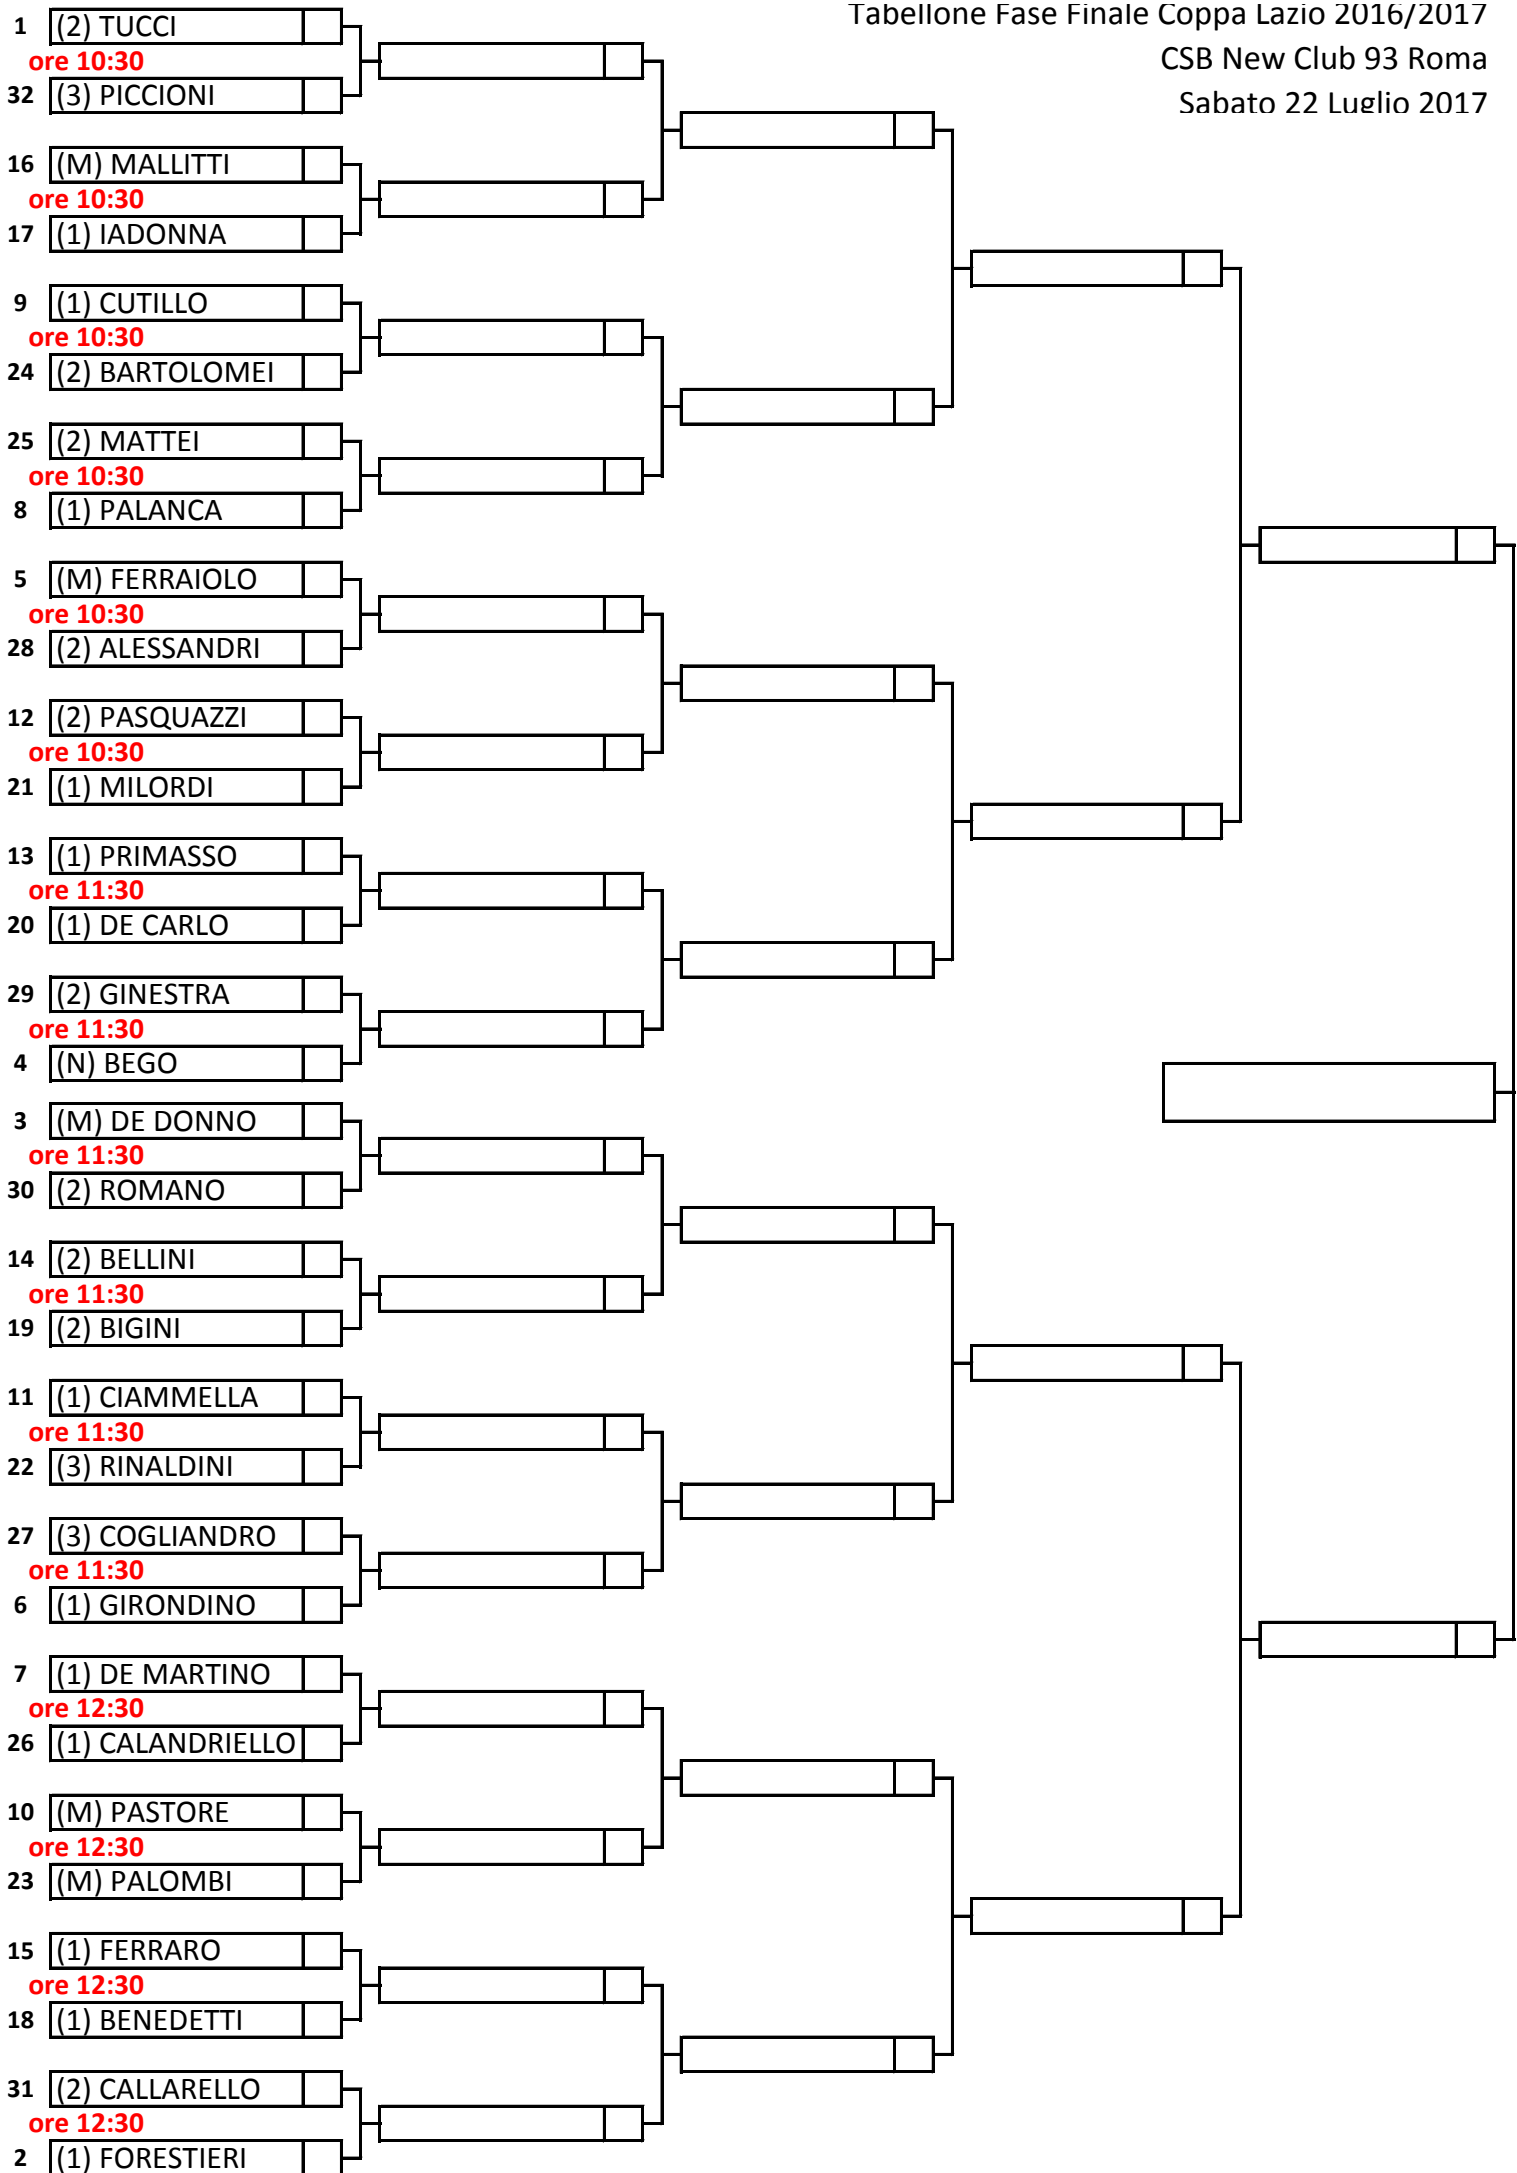 Tabellone Fase Finale Coppa Lazio 2016/2017
CSB New Club 93 Roma
Sabato 22 Luglio 2017
1 (2) TUCCI
ore 10:30
32 (3) PICCIONI
16 (M) MALLITTI
ore 10:30
17 (1) IADONNA
9 (1) CUTILLO
ore 10:30
24 (2) BARTOLOMEI
25 (2) MATTEI
ore 10:30
8 (1) PALANCA
5 (M) FERRAIOLO
ore 10:30
28 (2) ALESSANDRI
12 (2) PASQUAZZI
ore 10:30
21 (1) MILORDI
13 (1) PRIMASSO
ore 11:30
20 (1) DE CARLO
29 (2) GINESTRA
ore 11:30
4 (N) BEGO
3 (M) DE DONNO
ore 11:30
30 (2) ROMANO
14 (2) BELLINI
ore 11:30
19 (2) BIGINI
11 (1) CIAMMELLA
ore 11:30
22 (3) RINALDINI
27 (3) COGLIANDRO
ore 11:30
6 (1) GIRONDINO
7 (1) DE MARTINO
ore 12:30
26 (1) CALANDRIELLO
10 (M) PASTORE
ore 12:30
23 (M) PALOMBI
15 (1) FERRARO
ore 12:30
18 (1) BENEDETTI
31 (2) CALLARELLO
ore 12:30
2 (1) FORESTIERI